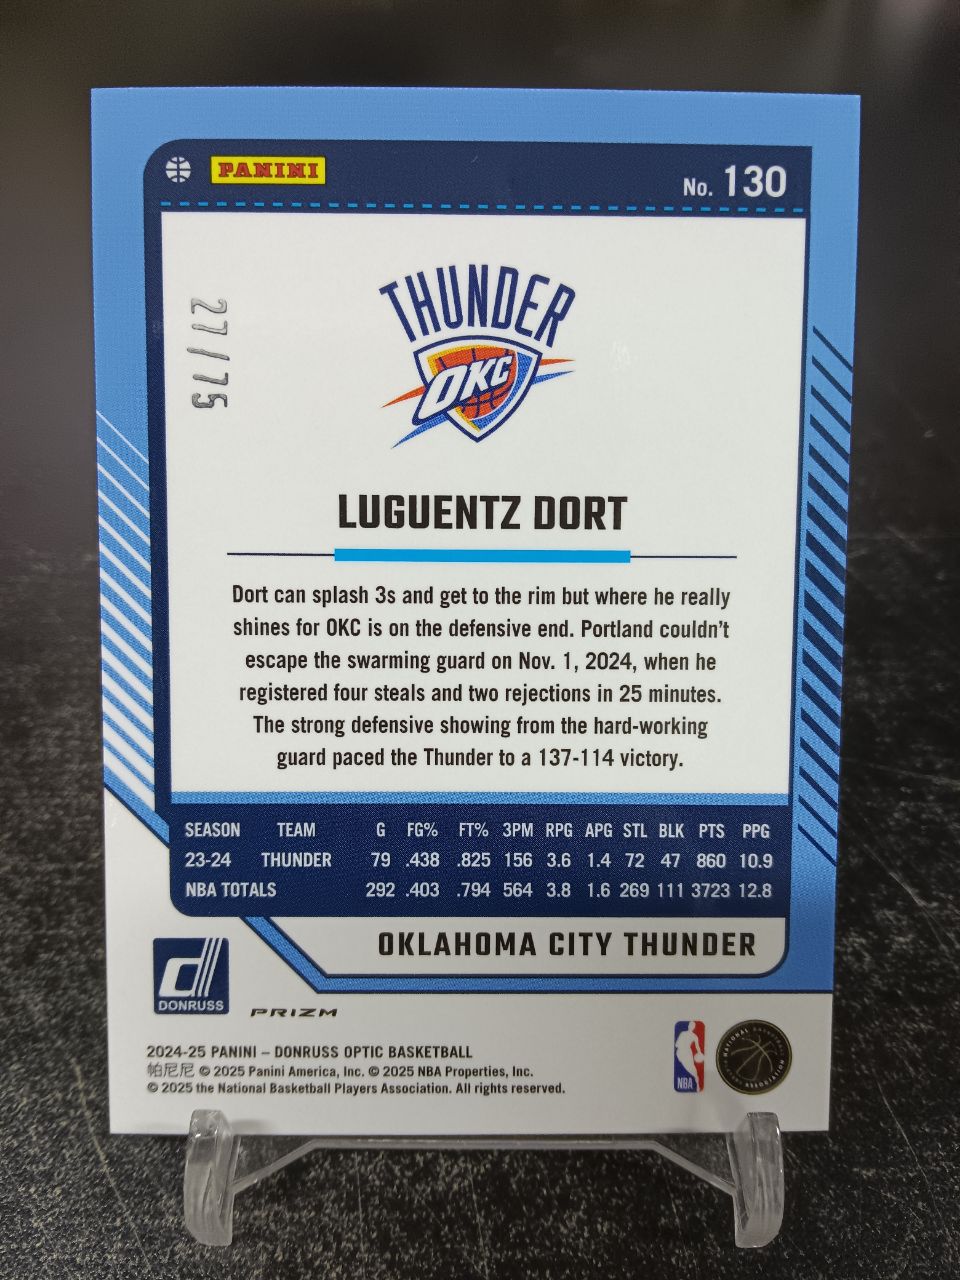 PANINI
No. 130
27/75
THUNDER
OKC
LUGUENTZ DORT
Dort can splash 3s and get to the rim but where he really
shines for OKC is on the defensive end. Portland couldn't
escape the swarming guard on Nov. 1, 2024, when he
registered four steals and two rejections in 25 minutes.
The strong defensive showing from the hard-working
guard paced the Thunder to a 137-114 victory.
SEASON TEAM G FG% FT% 3PM RPG APG STL BLK PTS PPG
23-24 THUNDER 79 .438 .825 156 3.6 1.4 72 47 860 10.9
NBA TOTALS 292 .403 .794 564 3.8 1.6 269 111 3723 12.8
OKLAHOMA CITY THUNDER
DONRUSS
PRIZM
2024-25 PANINI – DONRUSS OPTIC BASKETBALL
帕尼尼 © 2025 Panini America, Inc. © 2025 NBA Properties, Inc.
© 2025 the National Basketball Players Association. All rights reserved.
NBA
NATIONAL BASKETBALL PLAYERS ASSOCIATION